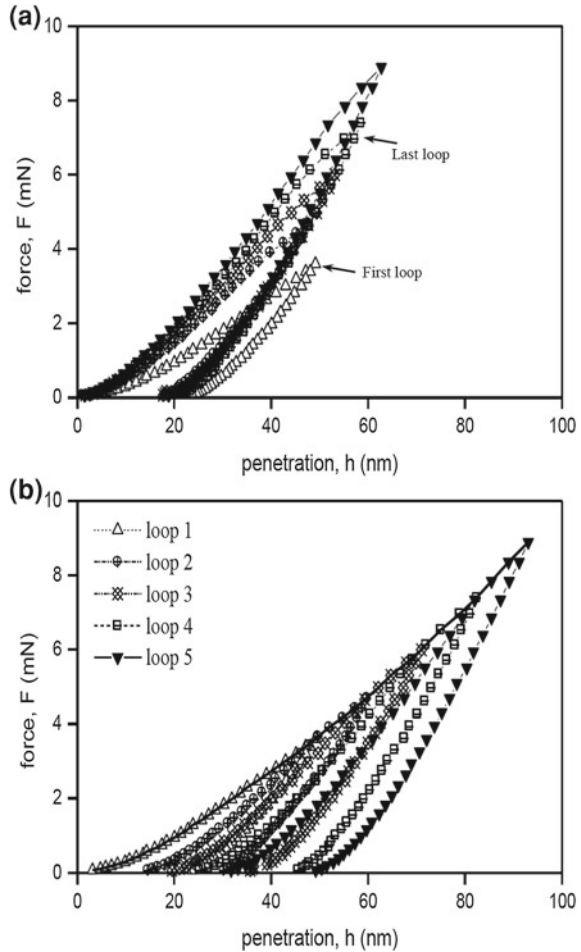 (a)
10
8
6
4
2
0
force, F (mN)
Last loop
First loop
0 20 40 60 80 100
penetration, h (nm)
(b)
10
8
6
4
2
0
force, F (mN)
loop 1
loop 2
loop 3
loop 4
loop 5
0 20 40 60 80 100
penetration, h (nm)